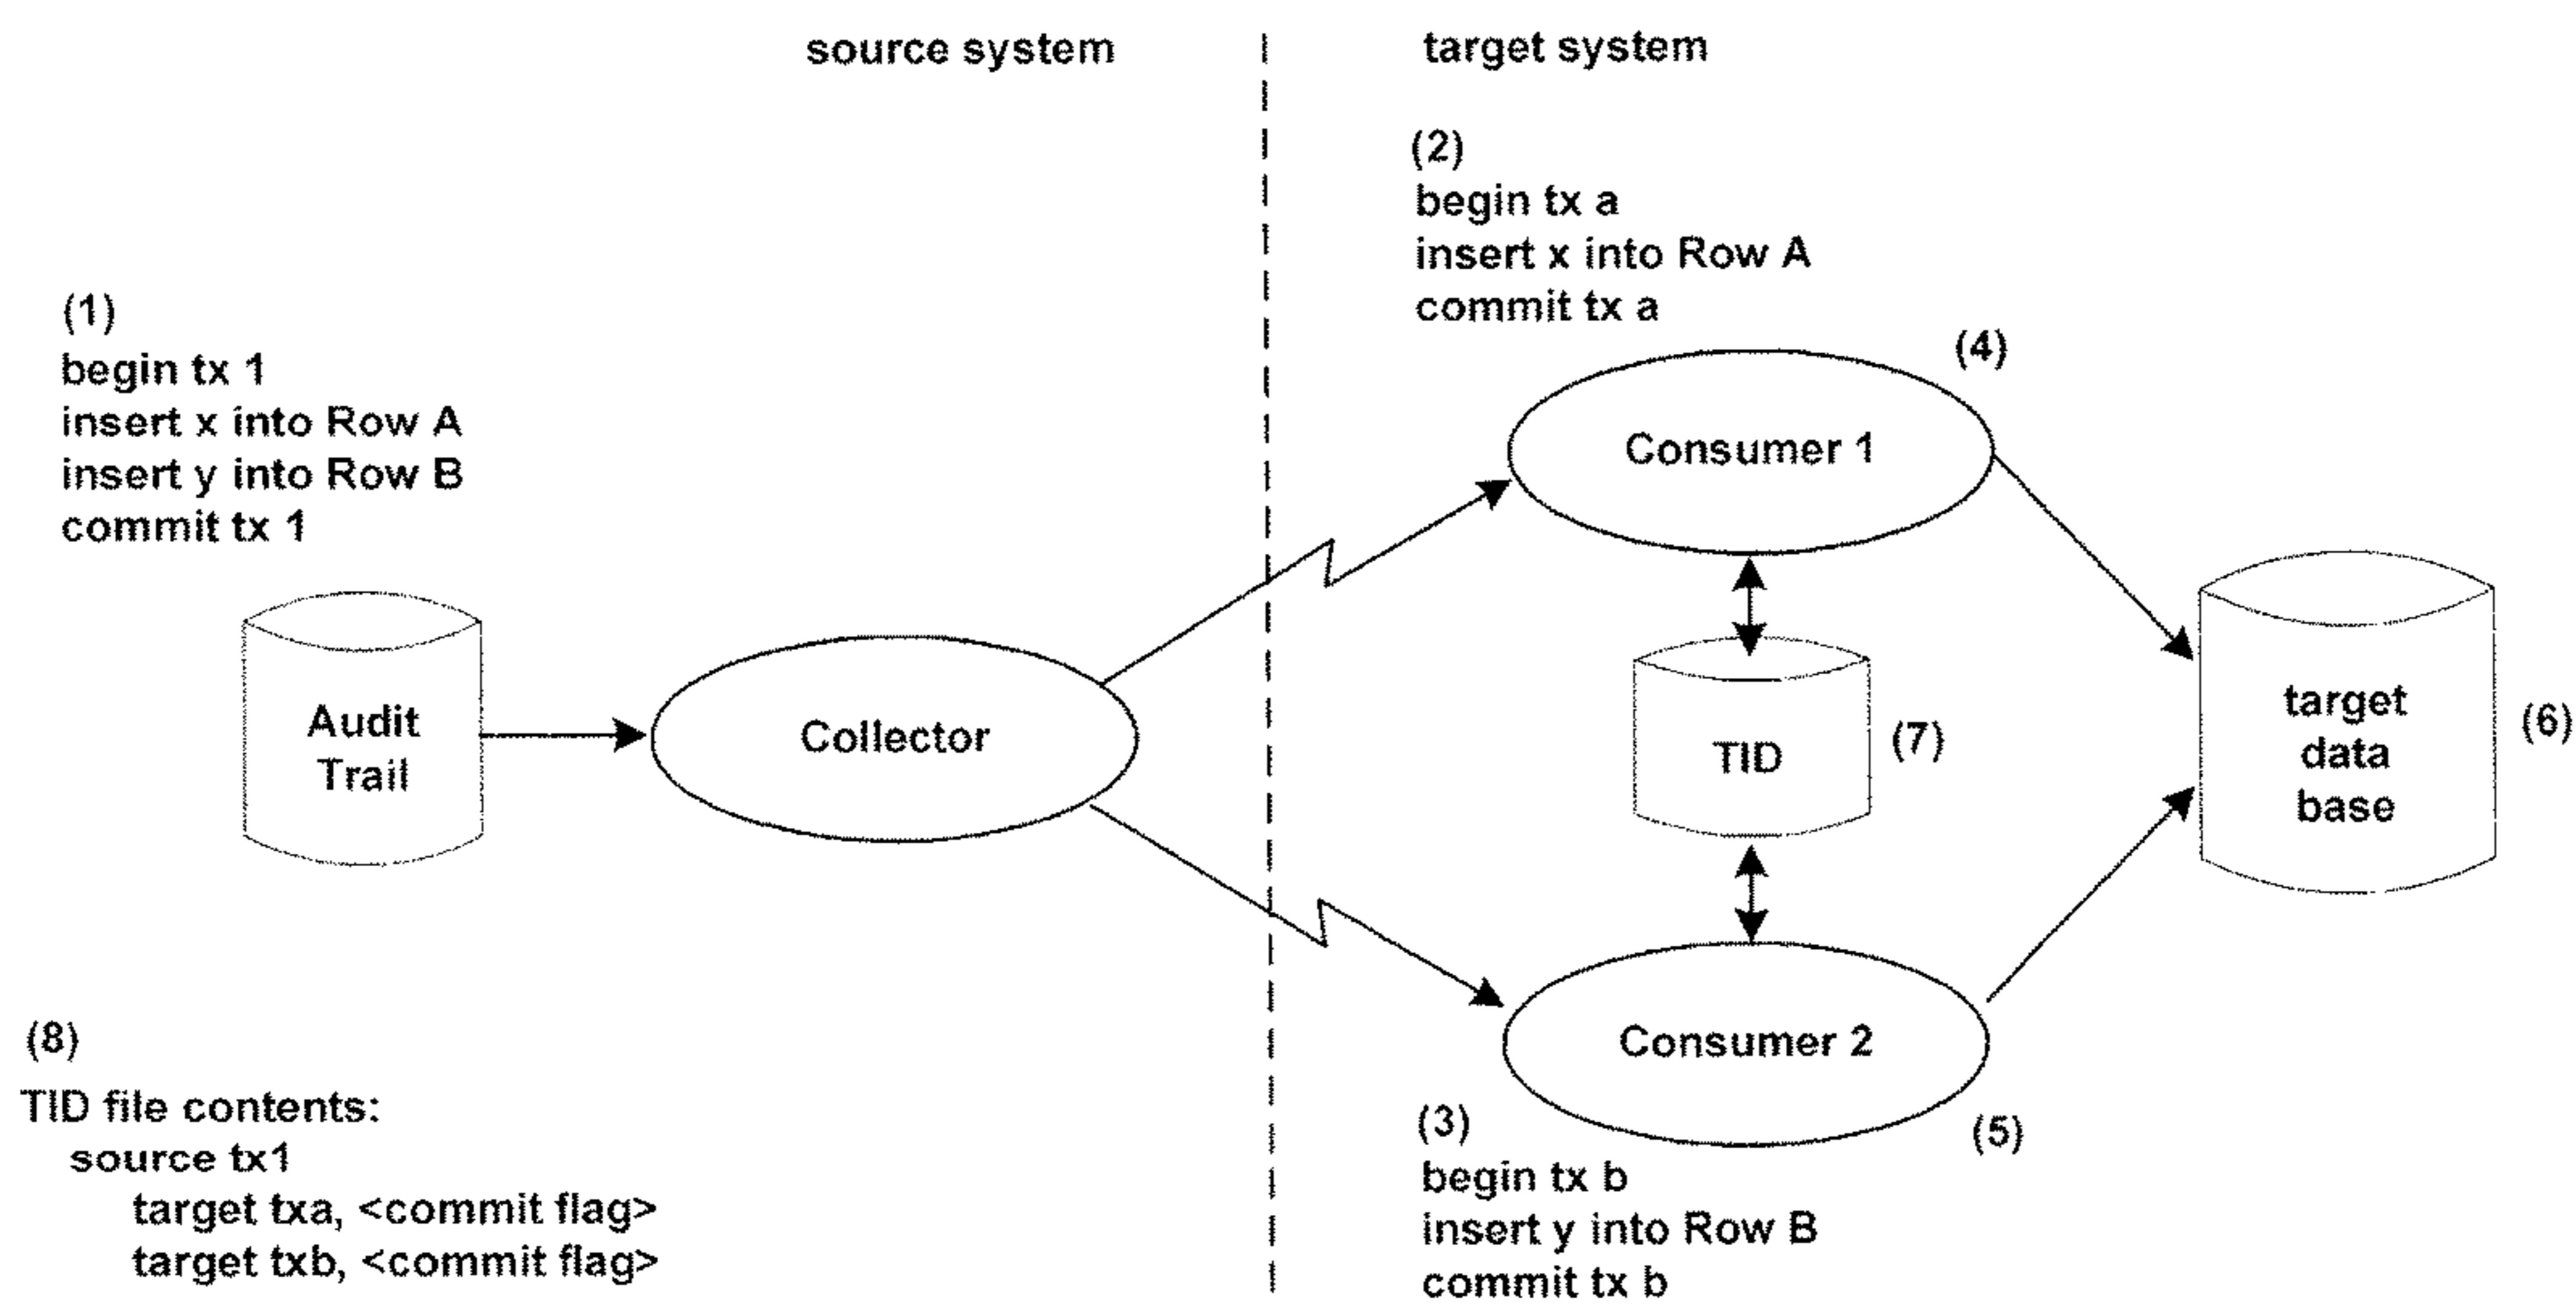 source system
target system
(2)
begin tx a
insert x into Row A
commit tx a
(1)
begin tx 1
insert x into Row A
insert y into Row B
commit tx 1
(4)
Consumer 1
Audit
Trail
Collector
TID
(7)
target
data
base
(6)
Consumer 2
(5)
(3)
begin tx b
insert y into Row B
commit tx b
(8)
TID file contents:
source tx1
target txa, <commit flag>
target txb, <commit flag>